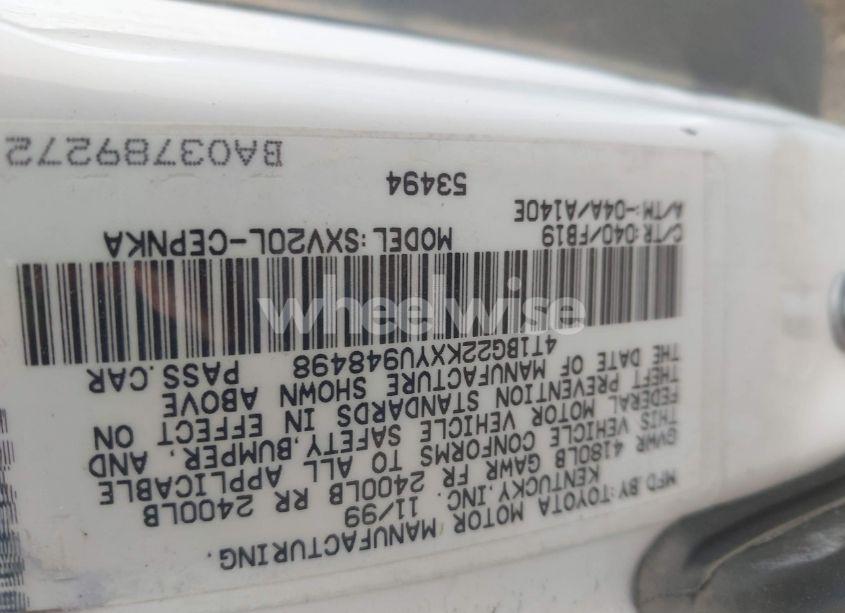 MFD.BY:TOYOTA MOTOR MANUFACTURING.
KENTUCKY,INC. 11/99
GVWR 4180LB GAWR FR 2400LB RR 2400LB
THIS VEHICLE CONFORMS TO ALL APPLICABLE
FEDERAL MOTOR VEHICLE SAFETY,BUMPER, AND
THEFT PREVENTION STANDARDS IN EFFECT ON
THE DATE OF MANUFACTURE SHOWN ABOVE
4T1BG22KXYU948498 PASS.CAR
C/TR:040/FB19 MODEL:SXV20L-CEPNKA
A/TM:-04A/A140E
53494
BA03789272
wheelwise